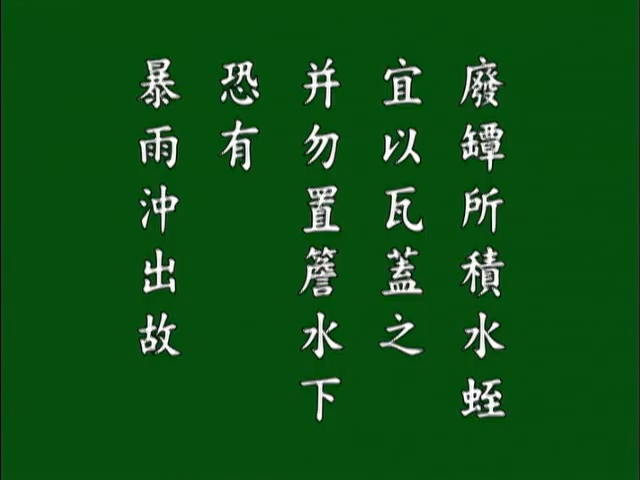 廢罈所積水蛭
宜以瓦蓋之
并勿置簷水下
恐有
暴雨沖出故